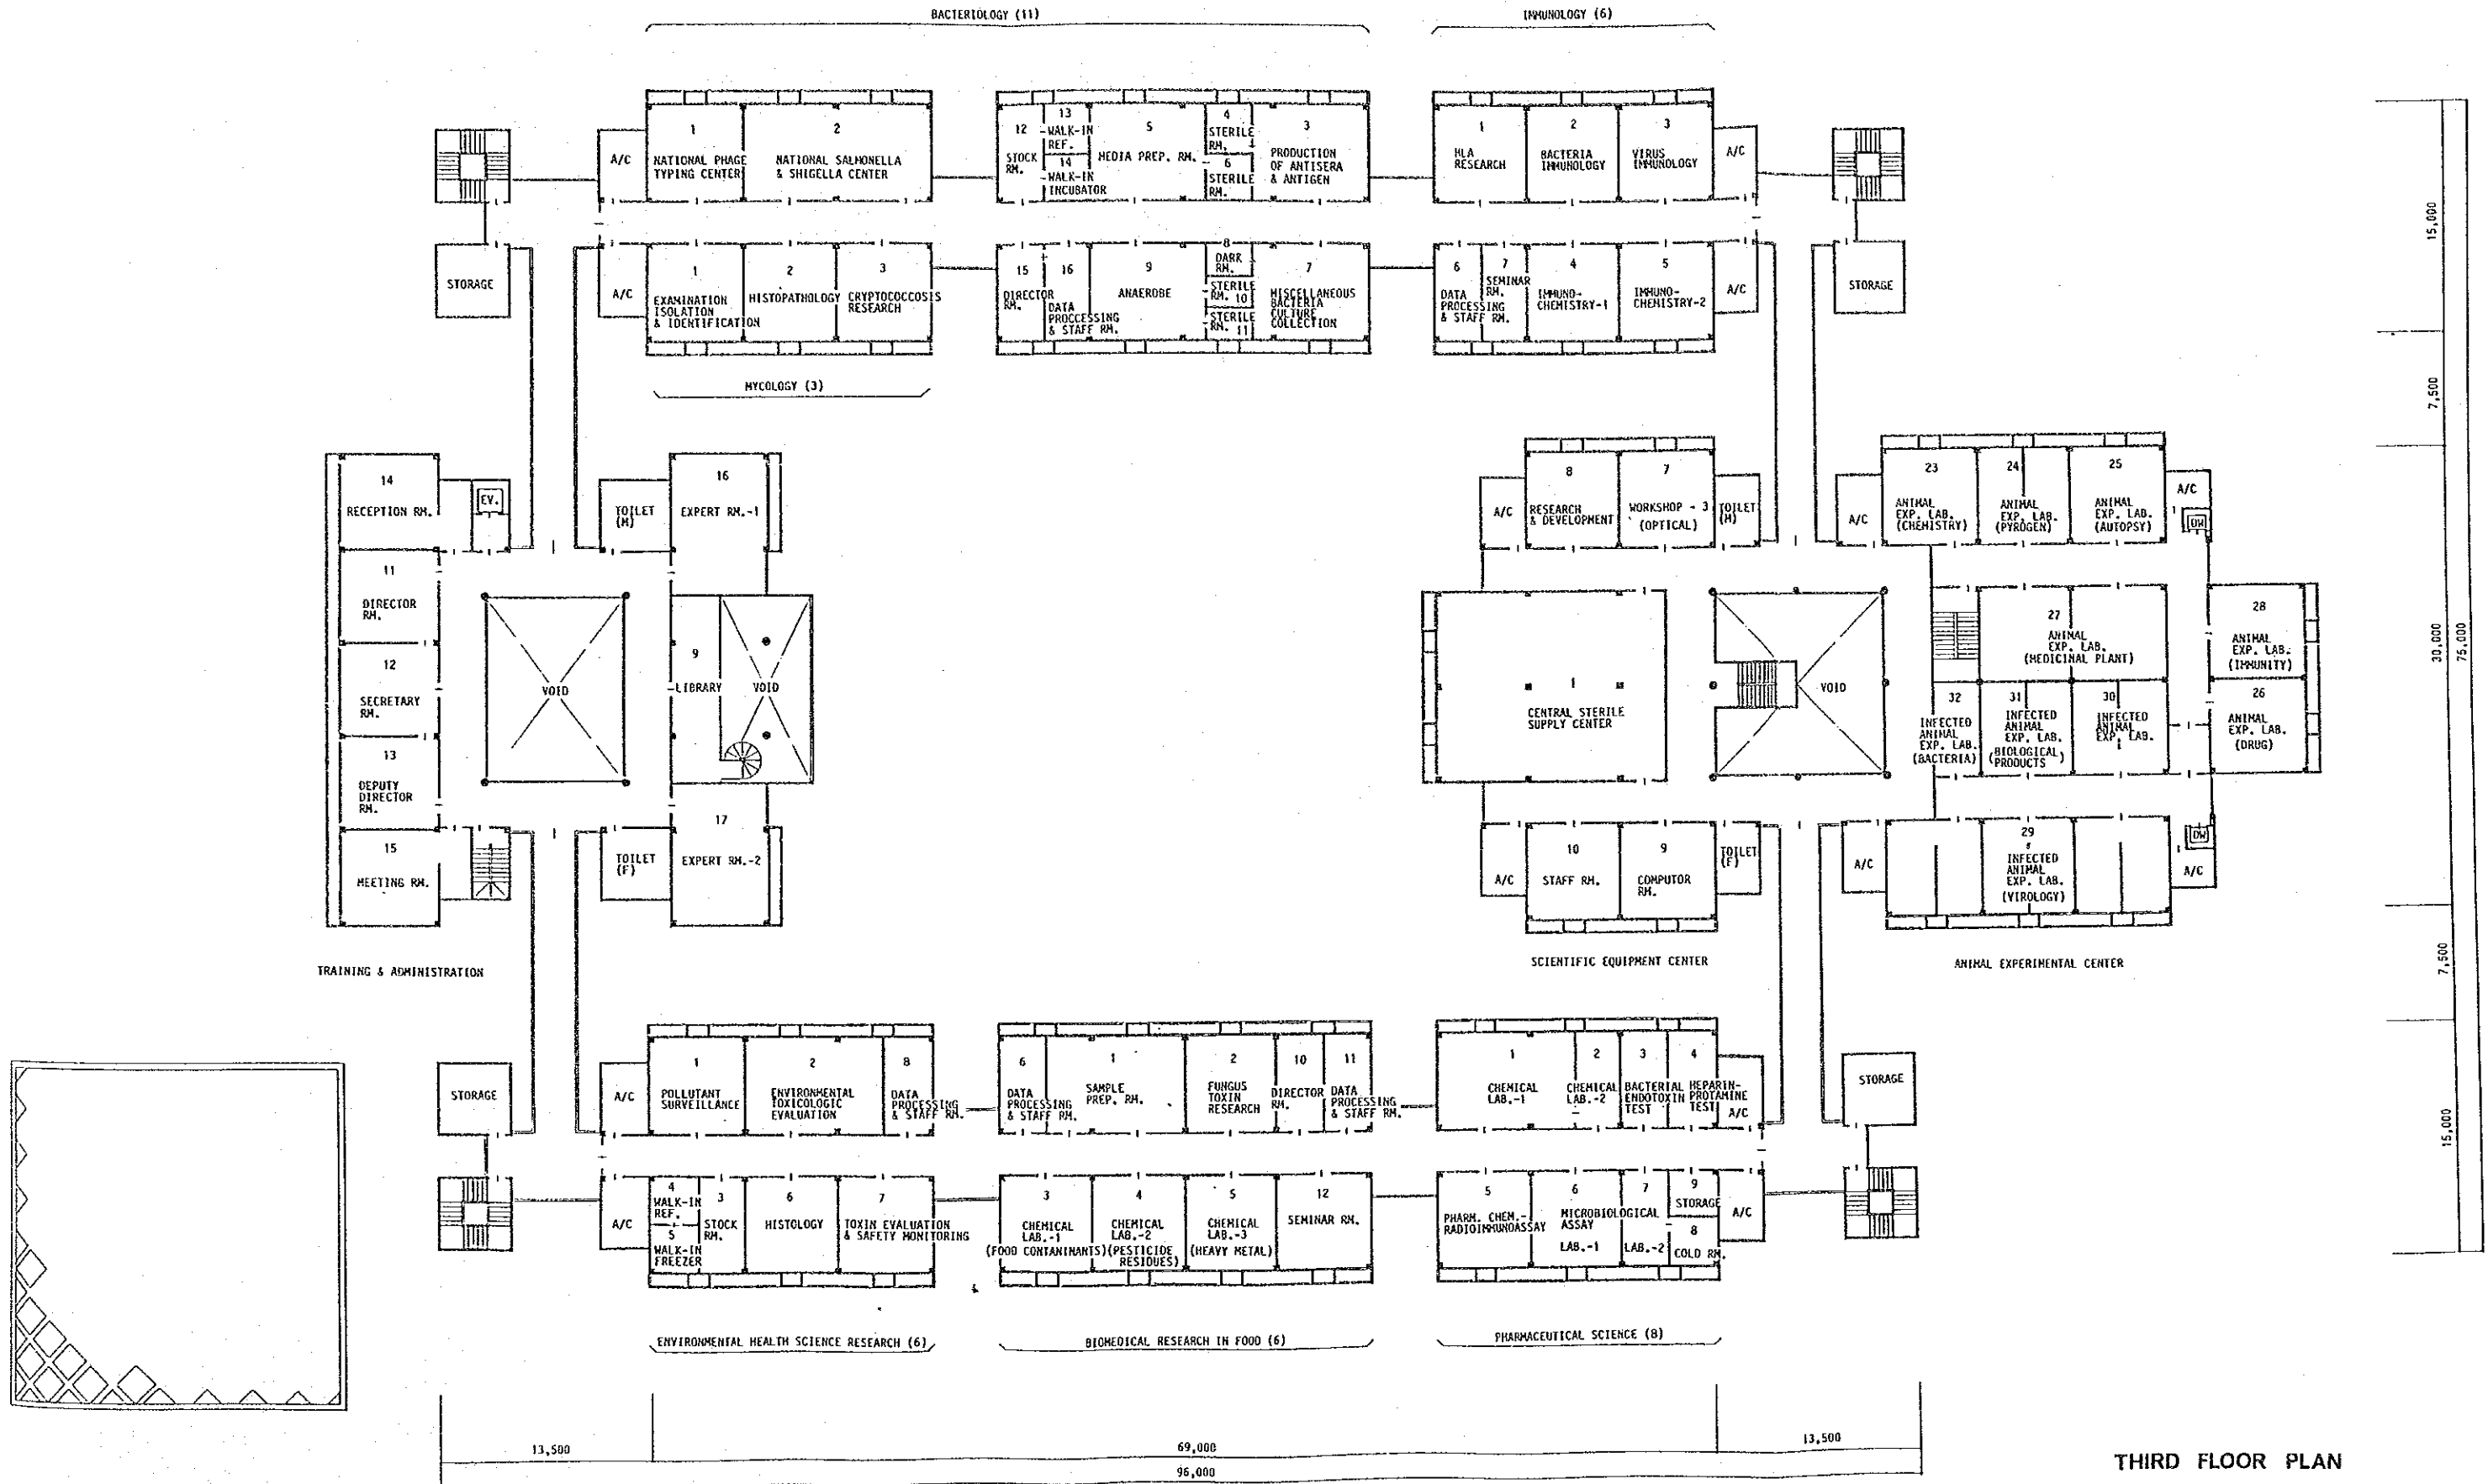 BACTERIOLOGY (11)
IMMUNOLOGY (6)
A/C
1
NATIONAL PHAGE
TYPING CENTER
2
NATIONAL SALMONELLA
& SHIGELLA CENTER
12
STOCK
RM.
13
WALK-IN
REF.
14
WALK-IN
INCUBATOR
5
MEDIA PREP. RM.
4
STERILE
RM.
6
STERILE
RM.
3
PRODUCTION
OF ANTISERA
& ANTIGEN
1
HLA
RESEARCH
2
BACTERIA
IMMUNOLOGY
3
VIRUS
IMMUNOLOGY
A/C
STORAGE
A/C
1
EXAMINATION
ISOLATION
& IDENTIFICATION
2
HISTOPATHOLOGY
3
CRYPTOCOCCOSIS
RESEARCH
15
DIRECTOR
RM.
16
DATA
PROCCESSING
& STAFF RM.
9
ANAEROBE
8
DARK
RM.
STERILE
RM. 10
STERILE
RM. 11
7
MISCELLANEOUS
BACTERIA
CULTURE
COLLECTION
6
DATA
PROCESSING
& STAFF RM.
7
SEMINAR
RM.
4
IMMUNO-
CHEMISTRY-1
5
IMMUNO-
CHEMISTRY-2
A/C
STORAGE
MYCOLOGY (3)
14
RECEPTION RM.
EV.
TOILET
(M)
16
EXPERT RM.-1
11
DIRECTOR
RM.
12
SECRETARY
RM.
13
DEPUTY
DIRECTOR
RM.
15
MEETING RM.
VOID
9
LIBRARY
VOID
TOILET
(F)
17
EXPERT RM.-2
TRAINING & ADMINISTRATION
A/C
8
RESEARCH
& DEVELOPMENT
7
WORKSHOP - 3
(OPTICAL)
TOILET
(M)
1
CENTRAL STERILE
SUPPLY CENTER
VOID
A/C
10
STAFF RM.
9
COMPUTOR
RM.
TOILET
(F)
SCIENTIFIC EQUIPMENT CENTER
A/C
23
ANIMAL
EXP. LAB.
(CHEMISTRY)
24
ANIMAL
EXP. LAB.
(PYROGEN)
25
ANIMAL
EXP. LAB.
(AUTOPSY)
A/C
DW
27
ANIMAL
EXP. LAB.
(MEDICINAL PLANT)
28
ANIMAL
EXP. LAB.
(IMMUNITY)
32
INFECTED
ANIMAL
EXP. LAB.
(BACTERIA)
31
INFECTED
ANIMAL
EXP. LAB.
(BIOLOGICAL
PRODUCTS)
30
INFECTED
ANIMAL
EXP. LAB.
26
ANIMAL
EXP. LAB.
(DRUG)
A/C
29
INFECTED
ANIMAL
EXP. LAB.
(VIROLOGY)
DW
A/C
ANIMAL EXPERIMENTAL CENTER
STORAGE
A/C
1
POLLUTANT
SURVEILLANCE
2
ENVIRONMENTAL
TOXICOLOGIC
EVALUATION
8
DATA
PROCESSING
& STAFF RM.
6
DATA
PROCESSING
& STAFF RM.
1
SAMPLE
PREP. RM.
2
FUNGUS
TOXIN
RESEARCH
10
DIRECTOR
RM.
11
DATA
PROCESSING
& STAFF RM.
1
CHEMICAL
LAB.-1
2
CHEMICAL
LAB.-2
3
BACTERIAL
ENDOTOXIN
TEST
4
HEPARIN-
PROTAMINE
TEST
A/C
STORAGE
A/C
4
WALK-IN
REF.
5
WALK-IN
FREEZER
3
STOCK
RM.
6
HISTOLOGY
7
TOXIN EVALUATION
& SAFETY MONITORING
3
CHEMICAL
LAB.-1
(FOOD CONTAMINANTS)
4
CHEMICAL
LAB.-2
(PESTICIDE
RESIDUES)
5
CHEMICAL
LAB.-3
(HEAVY METAL)
12
SEMINAR RM.
5
PHARM. CHEM.-
RADIOIMMUNOASSAY
6
MICROBIOLOGICAL
ASSAY
LAB.-1
7
LAB.-2
9
STORAGE
8
COLD RM.
A/C
ENVIRONMENTAL HEALTH SCIENCE RESEARCH (6)
BIOMEDICAL RESEARCH IN FOOD (6)
PHARMACEUTICAL SCIENCE (8)
15,000
7,500
30,000
75,000
7,500
15,000
13,500
69,000
13,500
96,000
THIRD FLOOR PLAN